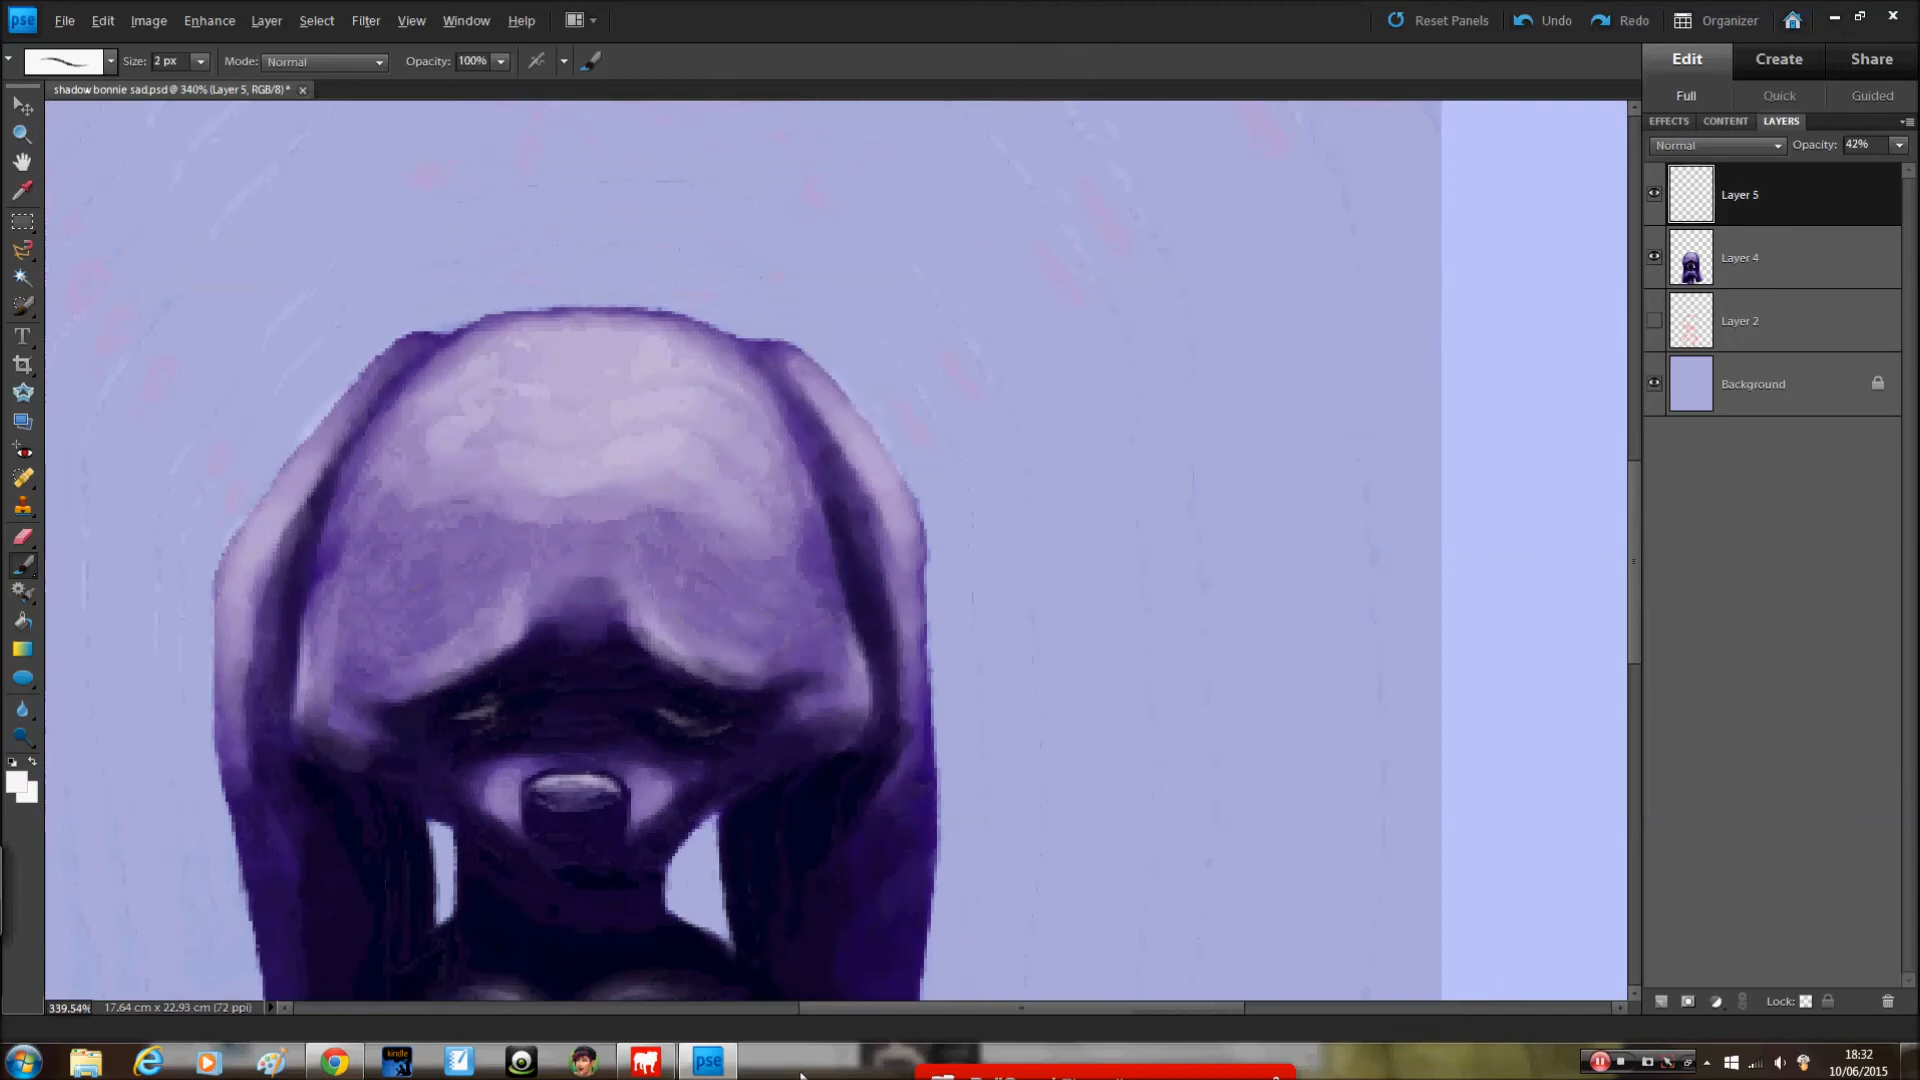 pse File Edit Image Enhance Layer Select Filter View Window Help Reset Panels Undo Redo Organizer
Size: 2 px Mode: Normal Opacity: 100% Edit Create Share
shadow bonnie sad.psd @ 340% (Layer 5, RGB/8) * Full Quick Guided
EFFECTS CONTENT LAYERS
Normal Opacity: 42%
Layer 5
Layer 4
Layer 2
Background
T
339.54% 17.64 cm x 22.93 cm (72 ppi) Lock:
kindle pse 18:32
10/06/2015